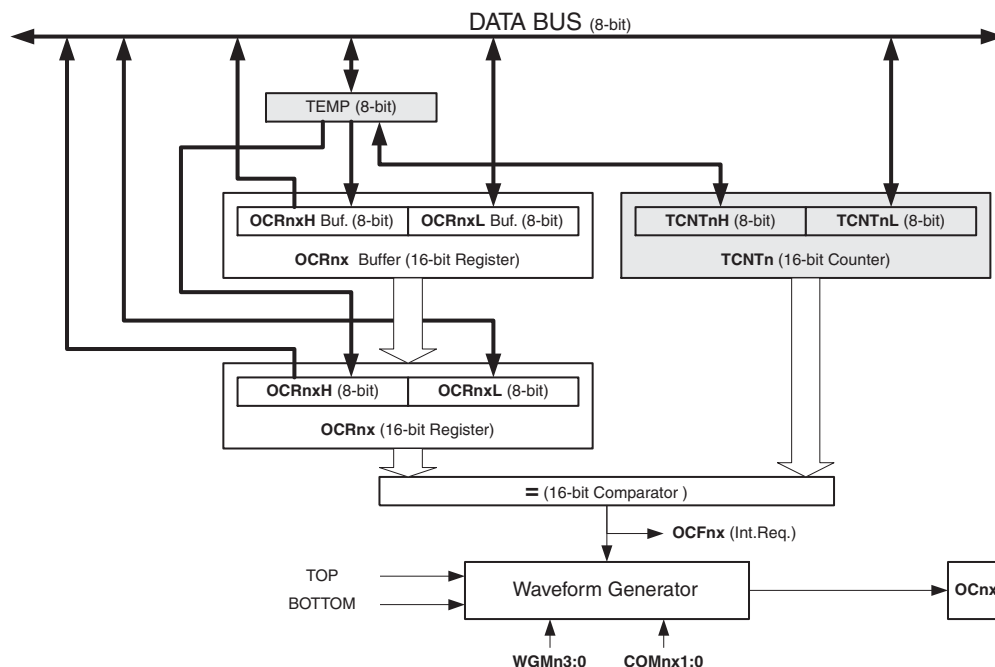 DATA BUS (8-bit)
TEMP (8-bit)
OCRnxH Buf. (8-bit) OCRnxL Buf. (8-bit)
TCNTnH (8-bit) TCNTnL (8-bit)
OCRnx Buffer (16-bit Register)
TCNTn (16-bit Counter)
OCRnxH (8-bit) OCRnxL (8-bit)
OCRnx (16-bit Register)
= (16-bit Comparator )
OCFnx (Int.Req.)
TOP
BOTTOM
Waveform Generator
OCnx
WGMn3:0 COMnx1:0